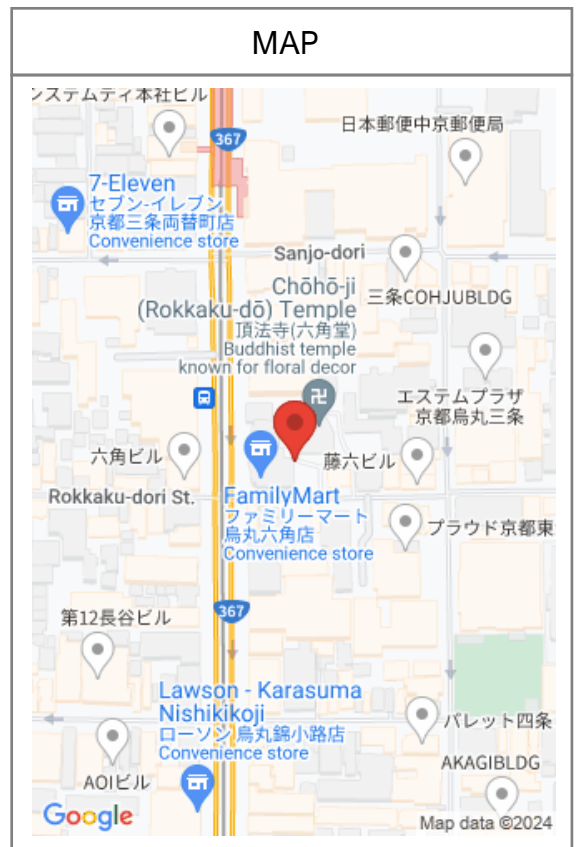 MAP
ンステムティ本社ビル
367
日本郵便中京郵便局
7-Eleven
セブン-イレブン
京都三条両替町店
Convenience store
Sanjo-dori
Chōhō-ji
(Rokkaku-dō) Temple
頂法寺(六角堂)
Buddhist temple
known for floral decor
三条COHJUBLDG
エステムプラザ
京都烏丸三条
六角ビル
藤六ビル
Rokkaku-dori St.
FamilyMart
ファミリーマート
烏丸六角店
Convenience store
プラウド京都東
367
第12長谷ビル
Lawson - Karasuma
Nishikikoji
ローソン 烏丸錦小路店
Convenience store
パレット四条
AKAGIBLDG
AOIビル
Google
Map data ©2024